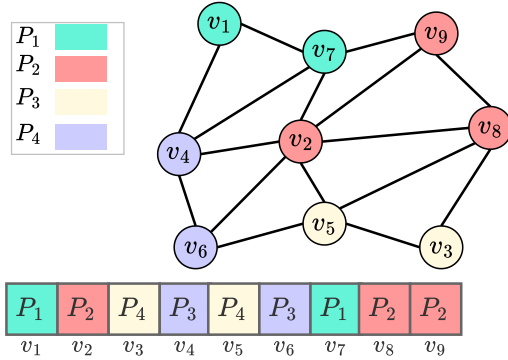 P₁
P₂
P₃
P₄
v₁
v₇
v₉
v₄
v₂
v₈
v₆
v₅
v₃
P₁ P₂ P₄ P₃ P₄ P₃ P₁ P₂ P₂
v₁ v₂ v₃ v₄ v₅ v₆ v₇ v₈ v₉